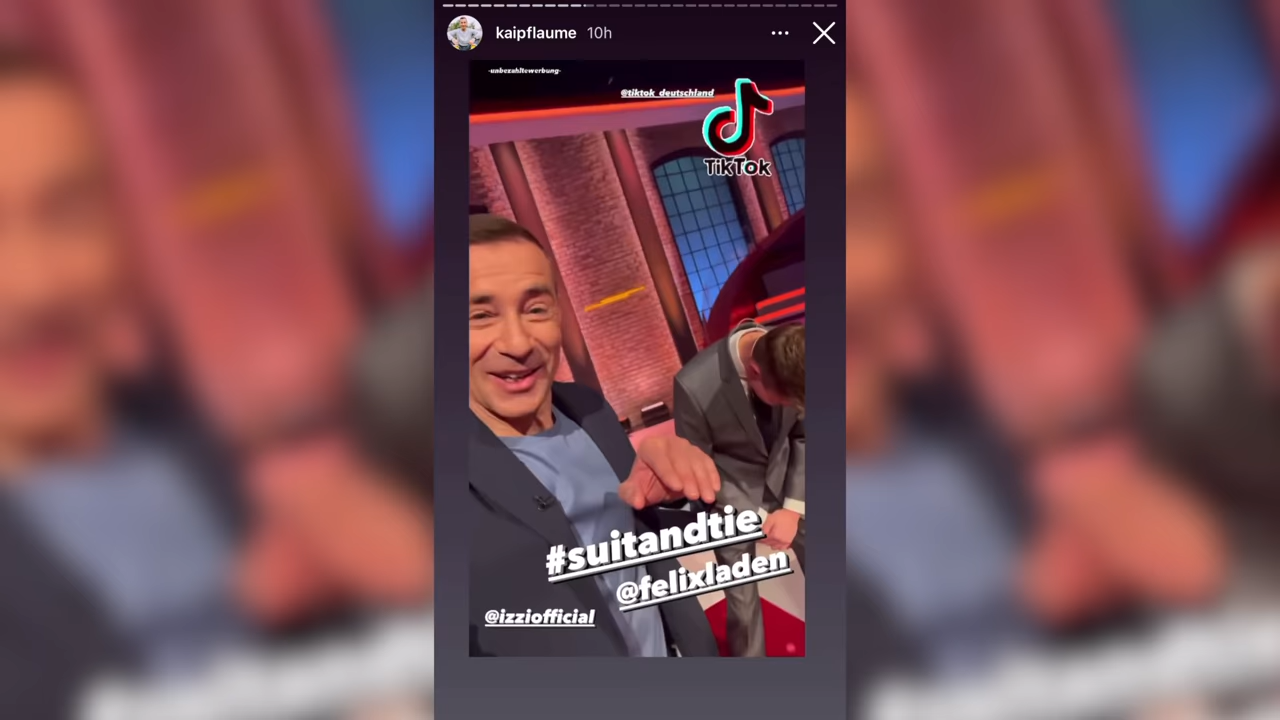 kaipflaume 10h
-unbezahltewerbung-
@tiktok_deutschland
TikTok
#suitandtie
@felixladen
@izziofficial